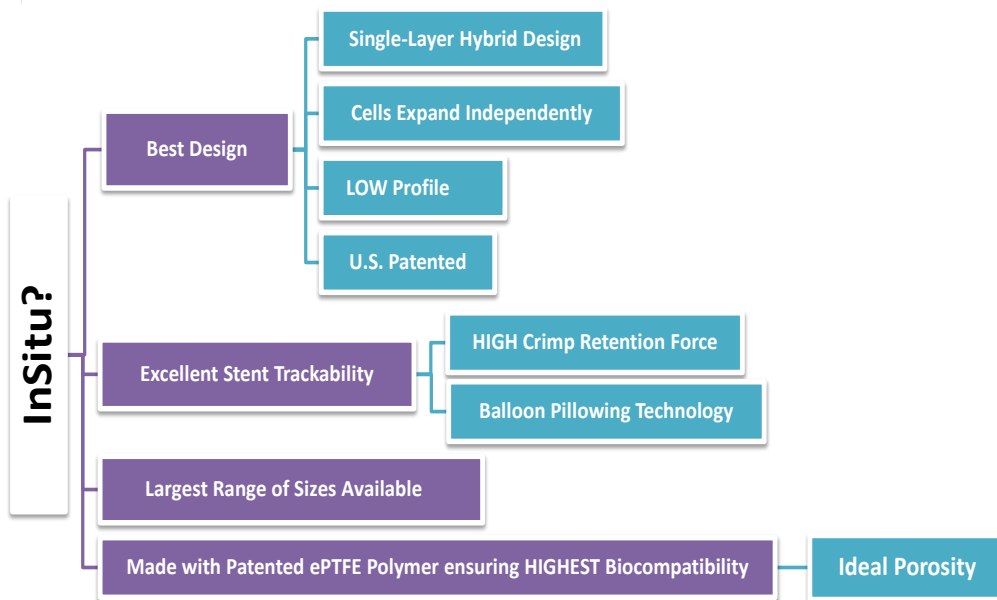 InSitu?
Best Design
Single-Layer Hybrid Design
Cells Expand Independently
LOW Profile
U.S. Patented
Excellent Stent Trackability
HIGH Crimp Retention Force
Balloon Pillowing Technology
Largest Range of Sizes Available
Made with Patented ePTFE Polymer ensuring HIGHEST Biocompatibility
Ideal Porosity